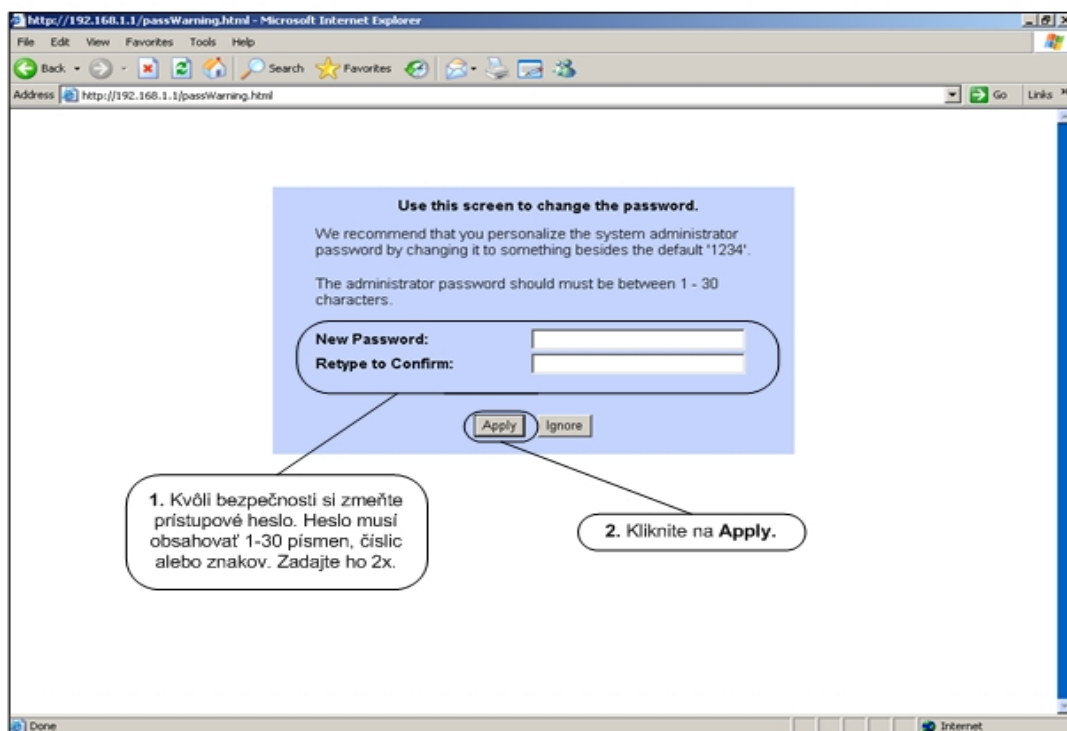 http://192.168.1.1/passWarning.html - Microsoft Internet Explorer
File Edit View Favorites Tools Help
Back Search Favorites
Address http://192.168.1.1/passWarning.html Go Links »
Use this screen to change the password.
We recommend that you personalize the system administrator
password by changing it to something besides the default '1234'.
The administrator password should must be between 1 - 30
characters.
New Password:
Retype to Confirm:
Apply Ignore
1. Kvôli bezpečnosti si zmeňte
prístupové heslo. Heslo musí
obsahovať 1-30 písmen, číslic
alebo znakov. Zadajte ho 2x.
2. Kliknite na Apply.
Done Internet